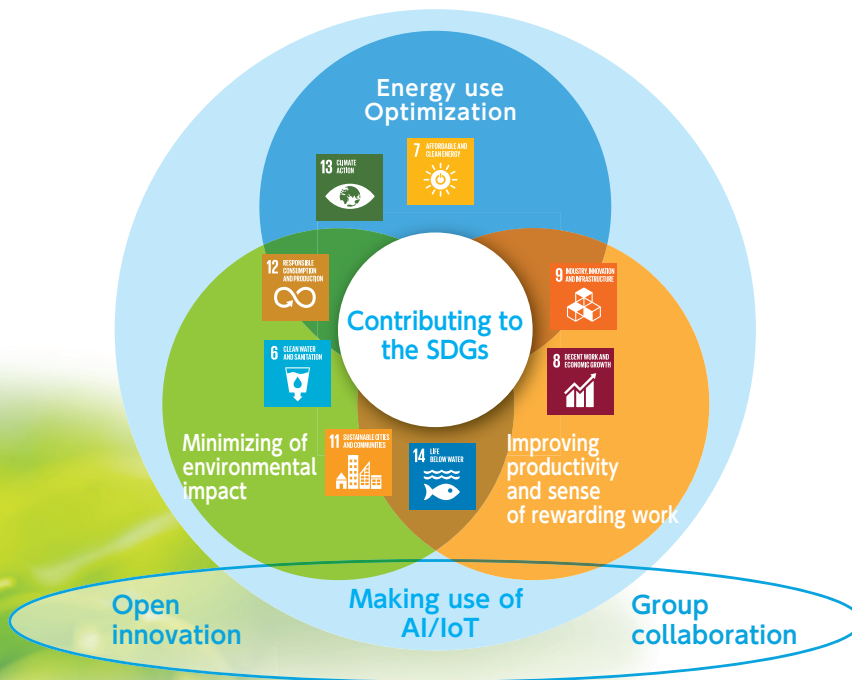 Energy use
Optimization
13 CLIMATE
ACTION
7 AFFORDABLE AND
CLEAN ENERGY
12 RESPONSIBLE
CONSUMPTION
AND PRODUCTION
9 INDUSTRY, INNOVATION
AND INFRASTRUCTURE
Contributing to
the SDGs
6 CLEAN WATER
AND SANITATION
8 DECENT WORK AND
ECONOMIC GROWTH
Minimizing of
environmental
impact
11 SUSTAINABLE CITIES
AND COMMUNITIES
14 LIFE
BELOW WATER
Improving
productivity
and sense
of rewarding work
Open
innovation
Making use of
AI/IoT
Group
collaboration